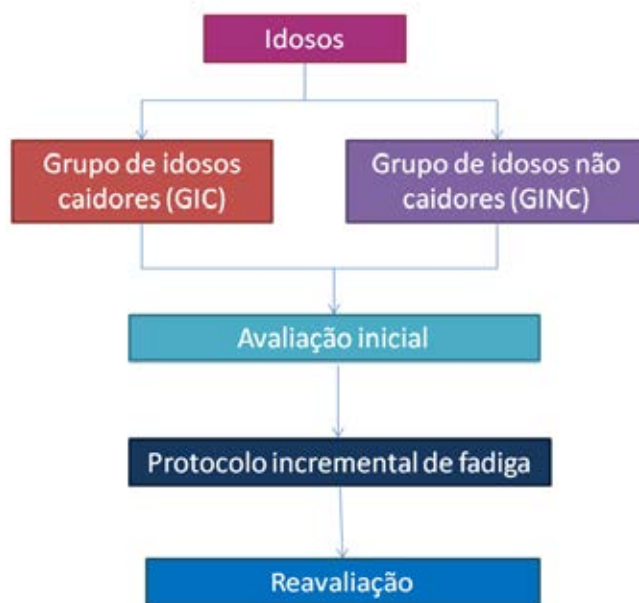 Idosos
Grupo de idosos
caidores (GIC)
Grupo de idosos não
caidores (GINC)
Avaliação inicial
Protocolo incremental de fadiga
Reavaliação